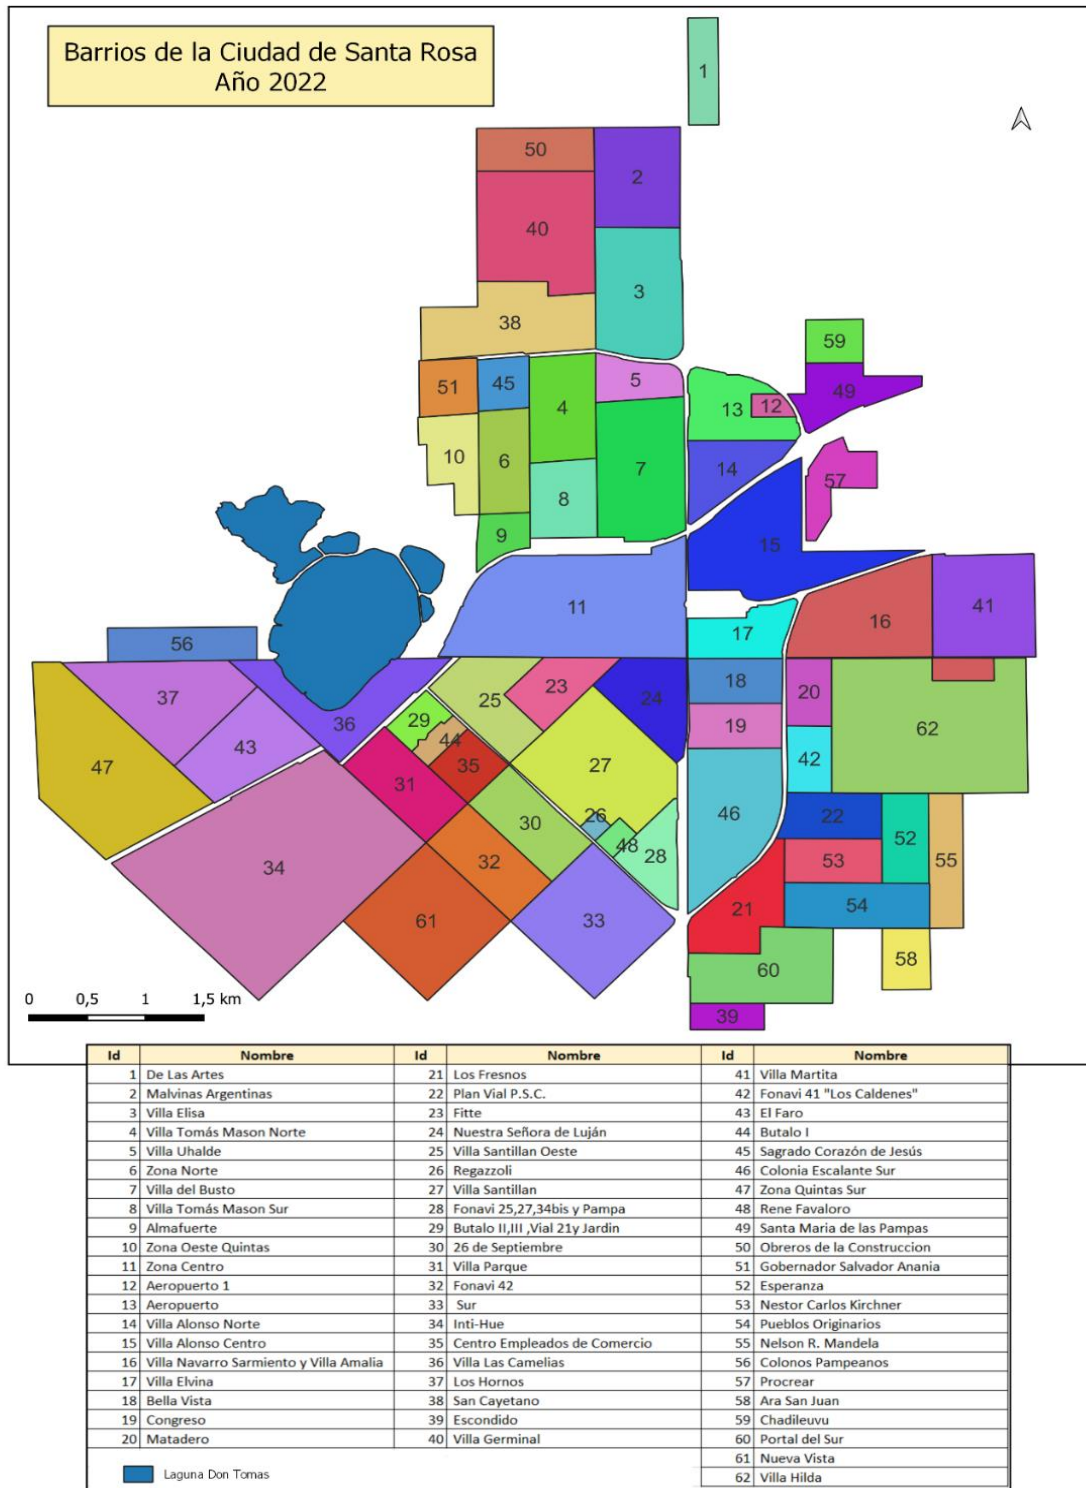 Barrios de la Ciudad de Santa Rosa
Año 2022
1
50
2
40
3
38
59
5
51
45
49
4
13
12
10
6
7
14
57
8
9
15
11
17
16
41
56
37
36
25
23
24
18
20
29
43
44
19
62
47
35
27
42
31
26
46
22
30
48
28
52
34
32
53
55
61
33
21
54
58
60
39
0 0,5 1 1,5 km
Id Nombre Id Nombre Id Nombre
1 De Las Artes 21 Los Fresnos 41 Villa Martita
2 Malvinas Argentinas 22 Plan Vial P.S.C. 42 Fonavi 41 "Los Caldenes"
3 Villa Elisa 23 Fitte 43 El Faro
4 Villa Tomás Mason Norte 24 Nuestra Señora de Luján 44 Butalo I
5 Villa Uhalde 25 Villa Santillan Oeste 45 Sagrado Corazón de Jesús
6 Zona Norte 26 Regazzoli 46 Colonia Escalante Sur
7 Villa del Busto 27 Villa Santillan 47 Zona Quintas Sur
8 Villa Tomás Mason Sur 28 Fonavi 25,27,34bis y Pampa 48 Rene Favaloro
9 Almafuerte 29 Butalo II,III ,Vial 21y Jardin 49 Santa Maria de las Pampas
10 Zona Oeste Quintas 30 26 de Septiembre 50 Obreros de la Construccion
11 Zona Centro 31 Villa Parque 51 Gobernador Salvador Anania
12 Aeropuerto 1 32 Fonavi 42 52 Esperanza
13 Aeropuerto 33 Sur 53 Nestor Carlos Kirchner
14 Villa Alonso Norte 34 Inti-Hue 54 Pueblos Originarios
15 Villa Alonso Centro 35 Centro Empleados de Comercio 55 Nelson R. Mandela
16 Villa Navarro Sarmiento y Villa Amalia 36 Villa Las Camelias 56 Colonos Pampeanos
17 Villa Elvina 37 Los Hornos 57 Procrear
18 Bella Vista 38 San Cayetano 58 Ara San Juan
19 Congreso 39 Escondido 59 Chadileuvu
20 Matadero 40 Villa Germinal 60 Portal del Sur
61 Nueva Vista
Laguna Don Tomas 62 Villa Hilda